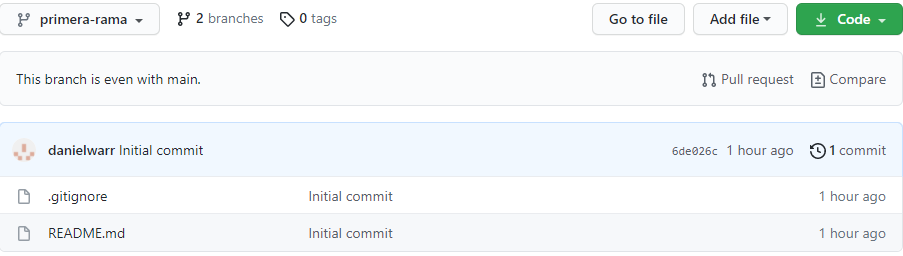 primera-rama 2 branches 0 tags Go to file Add file Code
This branch is even with main. Pull request Compare
danielwarr Initial commit 6de026c 1 hour ago 1 commit
.gitignore Initial commit 1 hour ago
README.md Initial commit 1 hour ago